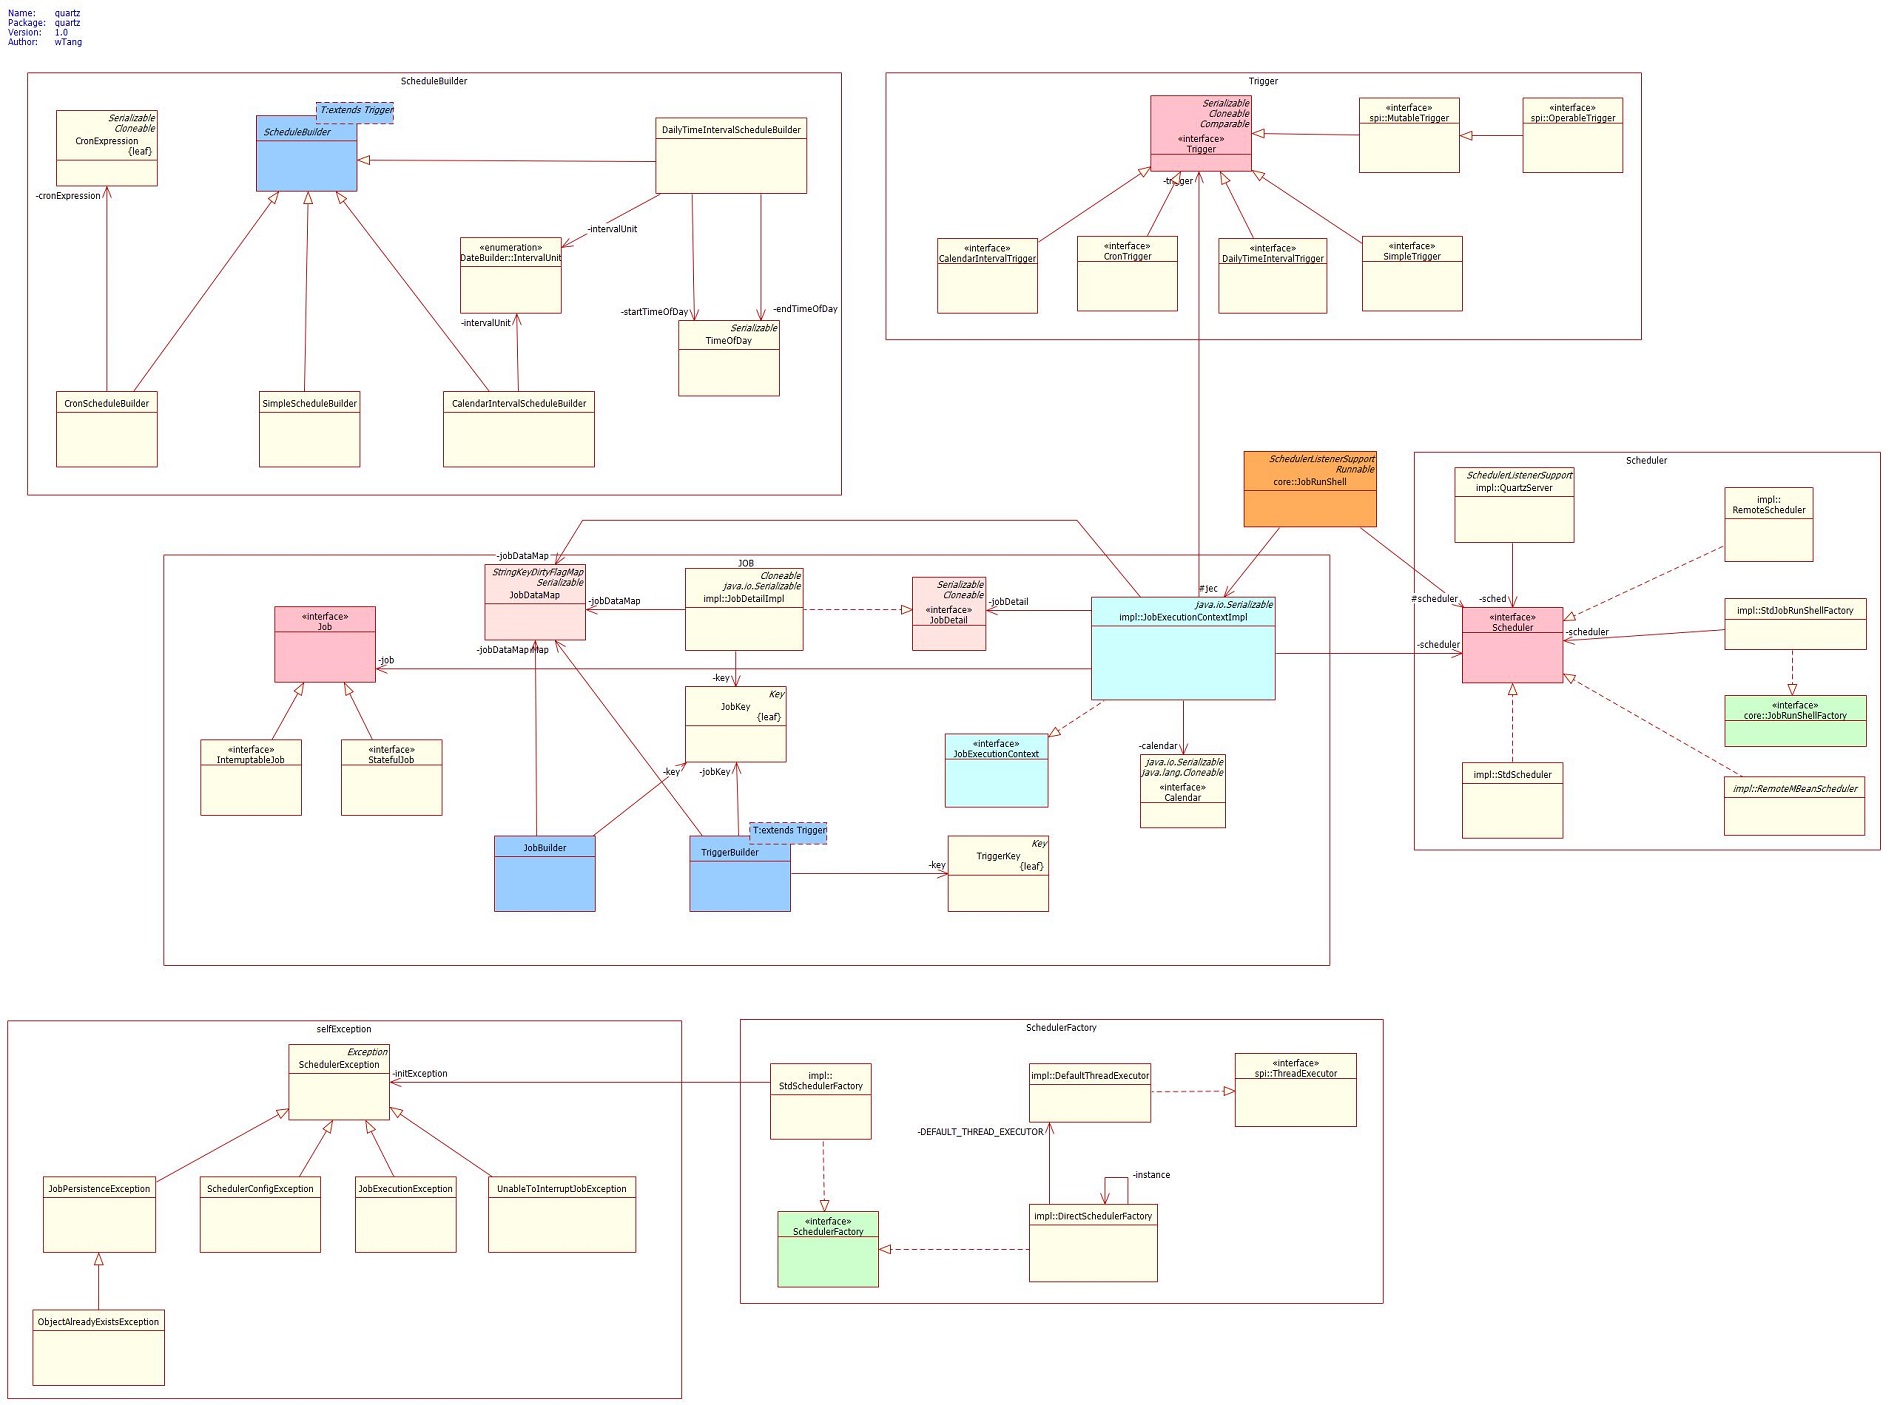 Name: quartz
Package: quartz
Version: 1.0
Author: wTang
ScheduleBuilder
Serializable
Cloneable
CronExpression
{leaf}
-cronExpression
T:extends Trigger
ScheduleBuilder
DailyTimeIntervalScheduleBuilder
-intervalUnit
«enumeration»
DateBuilder::IntervalUnit
-intervalUnit
-startTimeOfDay
-endTimeOfDay
Serializable
TimeOfDay
CronScheduleBuilder
SimpleScheduleBuilder
CalendarIntervalScheduleBuilder
Trigger
Serializable
Cloneable
Comparable
«interface»
Trigger
-trigger
«interface»
spi::MutableTrigger
«interface»
spi::OperableTrigger
«interface»
CalendarIntervalTrigger
«interface»
CronTrigger
«interface»
DailyTimeIntervalTrigger
«interface»
SimpleTrigger
SchedulerListenerSupport
Runnable
core::JobRunShell
#jec
#scheduler
Scheduler
SchedulerListenerSupport
impl::QuartzServer
-sched
impl::
RemoteScheduler
«interface»
Scheduler
-scheduler
-scheduler
impl::StdJobRunShellFactory
«interface»
core::JobRunShellFactory
impl::StdScheduler
impl::RemoteMBeanScheduler
JOB
-jobDataMap
StringKeyDirtyFlagMap
Serializable
JobDataMap
-jobDataMap
-jobDataMap
Map
Cloneable
java.io.Serializable
impl::JobDetailImpl
Serializable
Cloneable
«interface»
JobDetail
-jobDetail
java.io.Serializable
impl::JobExecutionContextImpl
«interface»
Job
-job
«interface»
InterruptableJob
«interface»
StatefulJob
-key
Key
JobKey
{leaf}
-key
-jobKey
«interface»
JobExecutionContext
-calendar
java.io.Serializable
java.lang.Cloneable
«interface»
Calendar
JobBuilder
T:extends Trigger
TriggerBuilder
-key
Key
TriggerKey
{leaf}
selfException
Exception
SchedulerException
-initException
JobPersistenceException
SchedulerConfigException
JobExecutionException
UnableToInterruptJobException
ObjectAlreadyExistsException
SchedulerFactory
impl::
StdSchedulerFactory
impl::DefaultThreadExecutor
«interface»
spi::ThreadExecutor
-DEFAULT_THREAD_EXECUTOR
-instance
«interface»
SchedulerFactory
impl::DirectSchedulerFactory